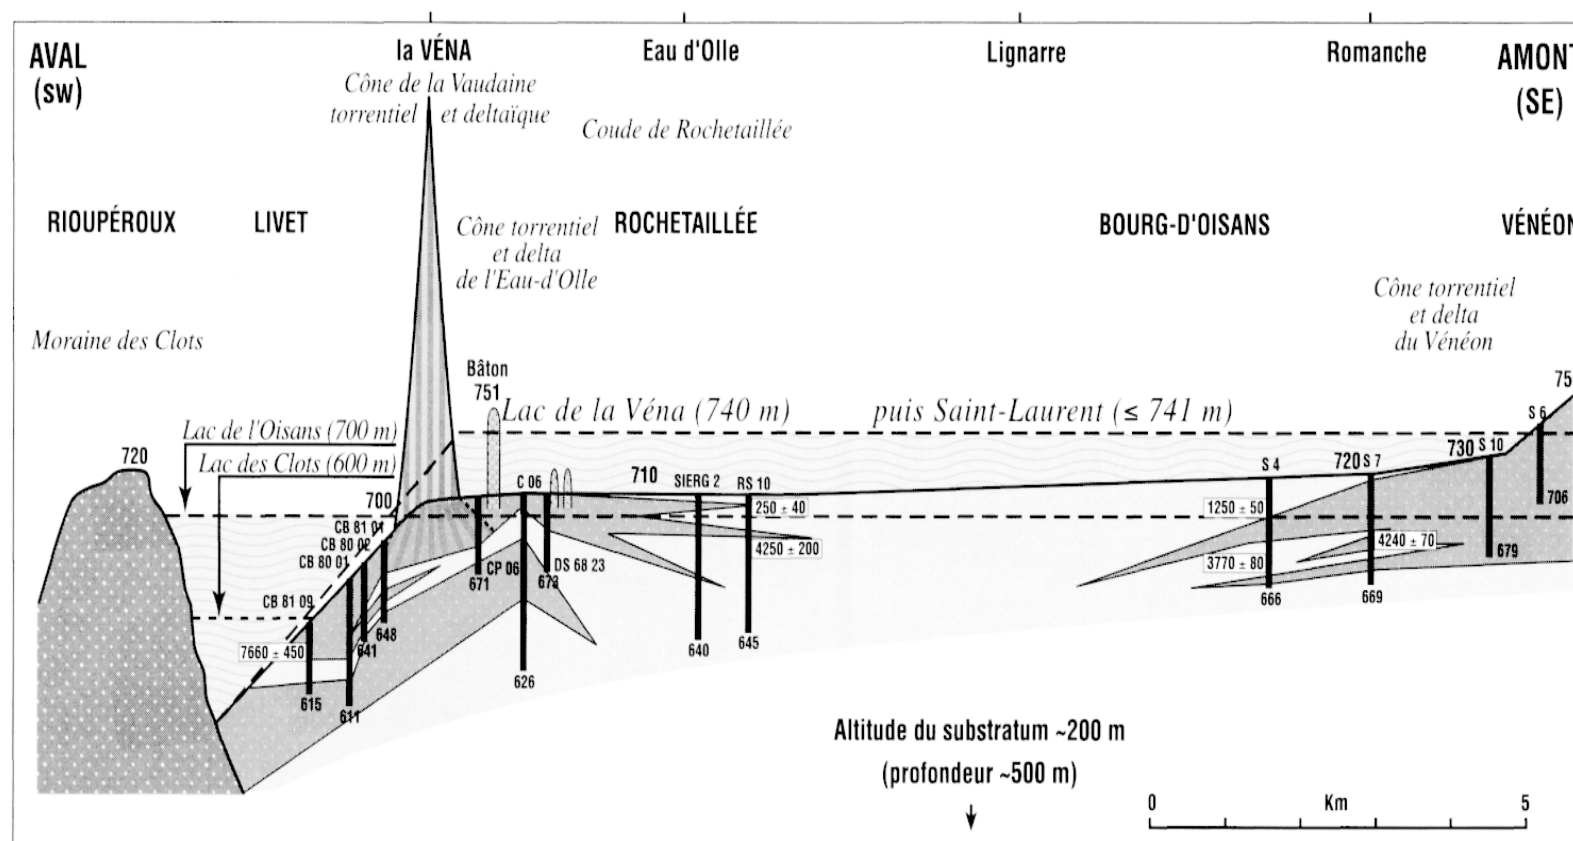 AVAL
(SW)
la VÉNA
Eau d'Olle
Lignarre
Romanche
AMONT
(SE)
Cône de la Vaudaine
torrentiel et deltaïque
Coude de Rochetaillée
RIOUPÉROUX
LIVET
Cône torrentiel
et delta
de l'Eau-d'Olle
ROCHETAILLÉE
BOURG-D'OISANS
VÉNÉON
Cône torrentiel
et delta
du Vénéon
Moraine des Clots
Bâton
751
Lac de la Véna (740 m)
puis Saint-Laurent (≤ 741 m)
75
S 6
Lac de l'Oisans (700 m)
Lac des Clots (600 m)
720
700
C 06
710
SIERG 2
RS 10
S 4
720
S 7
730
S 10
250 ± 40
1250 ± 50
706
CB 81 01
CB 80 02
CB 80 01
CB 81 09
4250 ± 200
4240 ± 70
3770 ± 80
679
671
CP 06
673
DS 68 23
666
669
7660 ± 450
648
641
640
645
615
611
626
Altitude du substratum ~200 m
(profondeur ~500 m)
0
Km
5